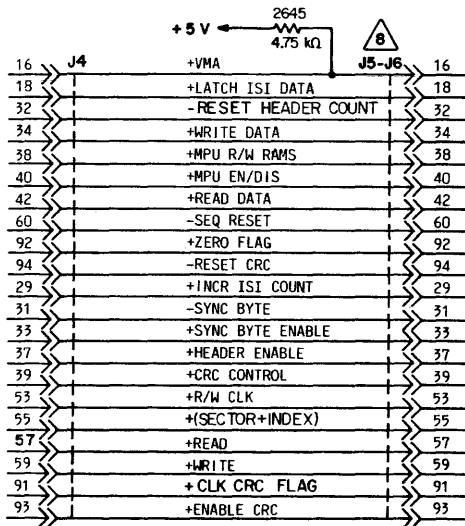 2645
+5 V 4.75 kΩ 8
J4 J5-J6
16 +VMA 16
18 +LATCH ISI DATA 18
32 -RESET HEADER COUNT 32
34 +WRITE DATA 34
38 +MPU R/W RAMS 38
40 +MPU EN/DIS 40
42 +READ DATA 42
60 -SEQ RESET 60
92 +ZERO FLAG 92
94 -RESET CRC 94
29 +INCR ISI COUNT 29
31 -SYNC BYTE 31
33 +SYNC BYTE ENABLE 33
37 +HEADER ENABLE 37
39 +CRC CONTROL 39
53 +R/W CLK 53
55 +(SECTOR+INDEX) 55
57 +READ 57
59 +WRITE 59
91 +CLK CRC FLAG 91
93 +ENABLE CRC 93